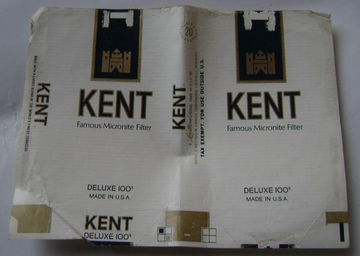 KENT
Famous Micronite Filter
DELUXE 100's
MADE IN U.S.A.
KENT
DELUXE 100's
20
KENT
TAX EXEMPT. FOR USE OUTSIDE U.S.
KENT
Famous Micronite Filter
DELUXE 100's
MADE IN U.S.A.